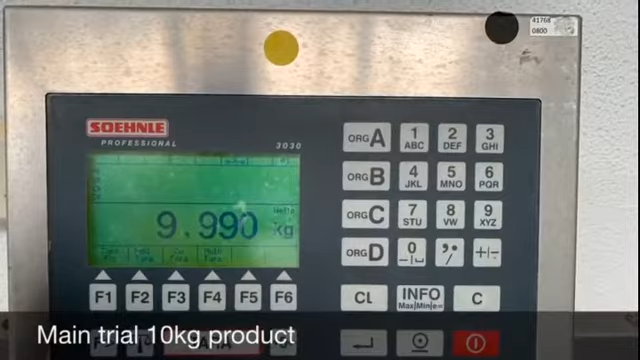 41768
0800
SOEHNLE
PROFESSIONAL
3030
9.990 kg
ORG A
1 ABC
2 DEF
3 GHI
ORG B
4 JKL
5 MNO
6 PQR
ORG C
7 STU
8 VW
9 XYZ
ORG D
0
+/-
F1 F2 F3 F4 F5 F6
CL
INFO
Max|Min|e=
C
Main trial 10kg product